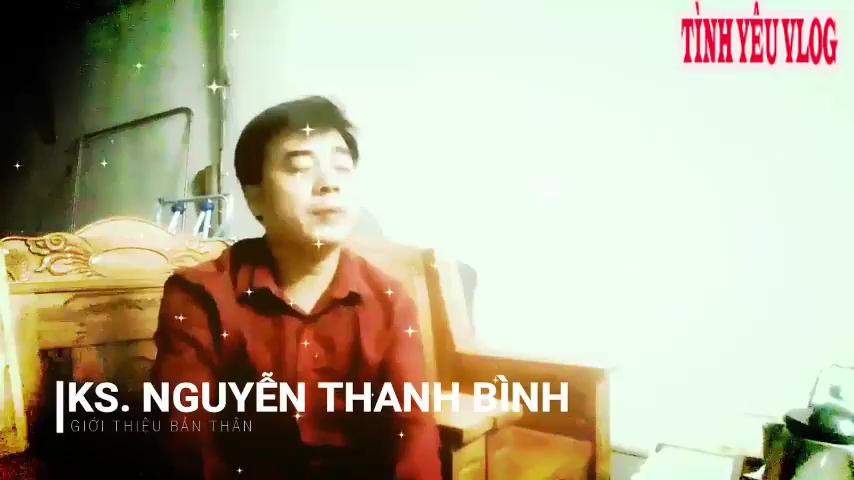 TÌNH YÊU VLOG
KS. NGUYỄN THANH BÌNH
GIỚI THIỆU BẢN THÂN